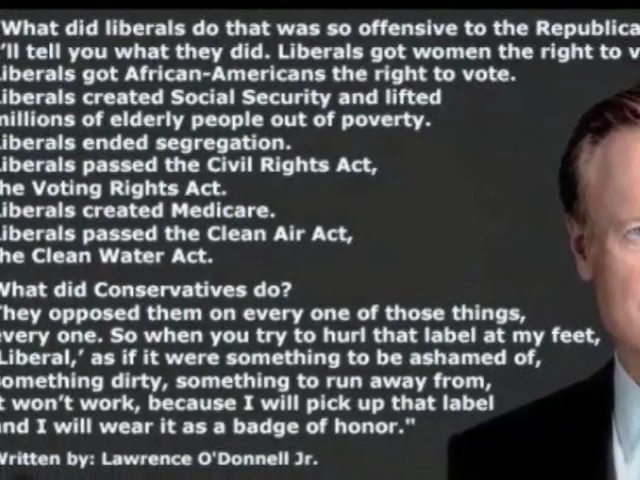 What did liberals do that was so offensive to the Republica
'll tell you what they did. Liberals got women the right to v
iberals got African-Americans the right to vote.
iberals created Social Security and lifted
nillions of elderly people out of poverty.
iberals ended segregation.
iberals passed the Civil Rights Act,
he Voting Rights Act.
iberals created Medicare.
iberals passed the Clean Air Act,
he Clean Water Act.
What did Conservatives do?
They opposed them on every one of those things,
every one. So when you try to hurl that label at my feet,
Liberal,' as if it were something to be ashamed of,
something dirty, something to run away from,
t won't work, because I will pick up that label
and I will wear it as a badge of honor."
Written by: Lawrence O'Donnell Jr.